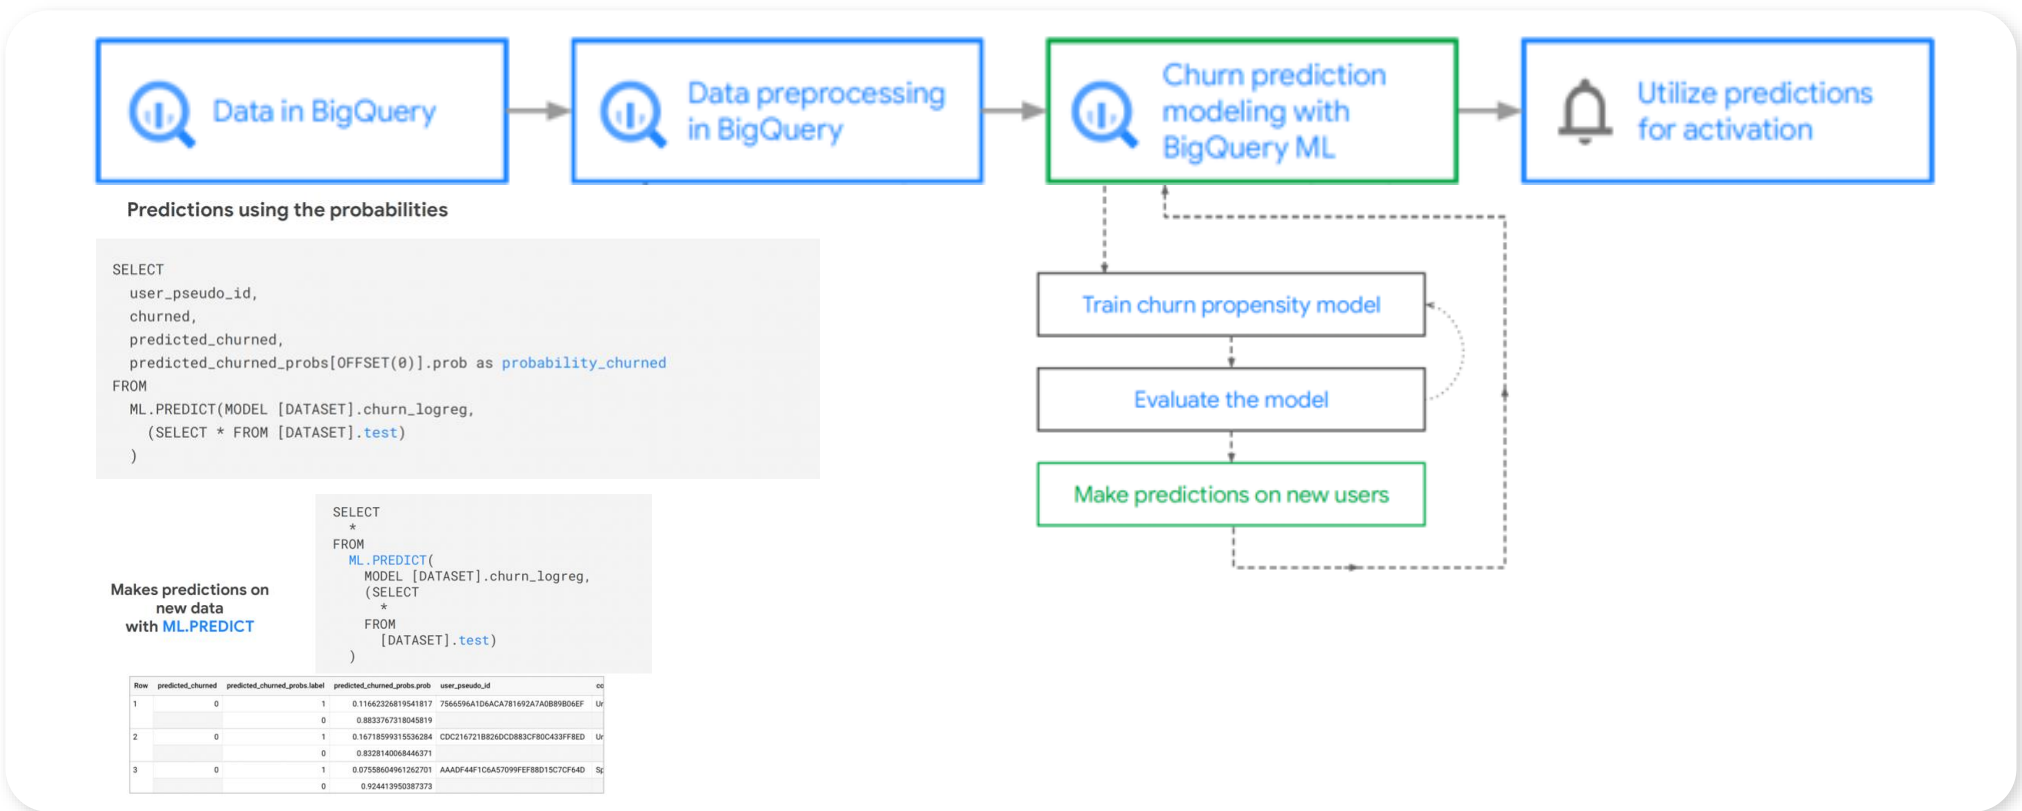 Data in BigQuery
Data preprocessing
in BigQuery
Churn prediction
modeling with
BigQuery ML
Utilize predictions
for activation
Predictions using the probabilities
SELECT
user_pseudo_id,
churned,
predicted_churned,
predicted_churned_probs[OFFSET(0)].prob as probability_churned
FROM
ML.PREDICT(MODEL [DATASET].churn_logreg,
(SELECT * FROM [DATASET].test)
)
Train churn propensity model
Evaluate the model
Make predictions on new users
Makes predictions on
new data
with ML.PREDICT
SELECT
*
FROM
ML.PREDICT(
MODEL [DATASET].churn_logreg,
(SELECT
*
FROM
[DATASET].test)
)
Row predicted_churned predicted_churned_probs.label predicted_churned_probs.prob user_pseudo_id co
1 0 1 0.11662326819541817 7566596A1D6ACA781692A7A0B89B06EF Ur
0 0.8833767318045819
2 0 1 0.16718599315536284 CDC216721B826DCD883CF80C433FF8ED Ur
0 0.8328140068446371
3 0 1 0.07558604961262701 AAADF44F1C6A57099FEF88D15C7CF64D Sp
0 0.924413950387373